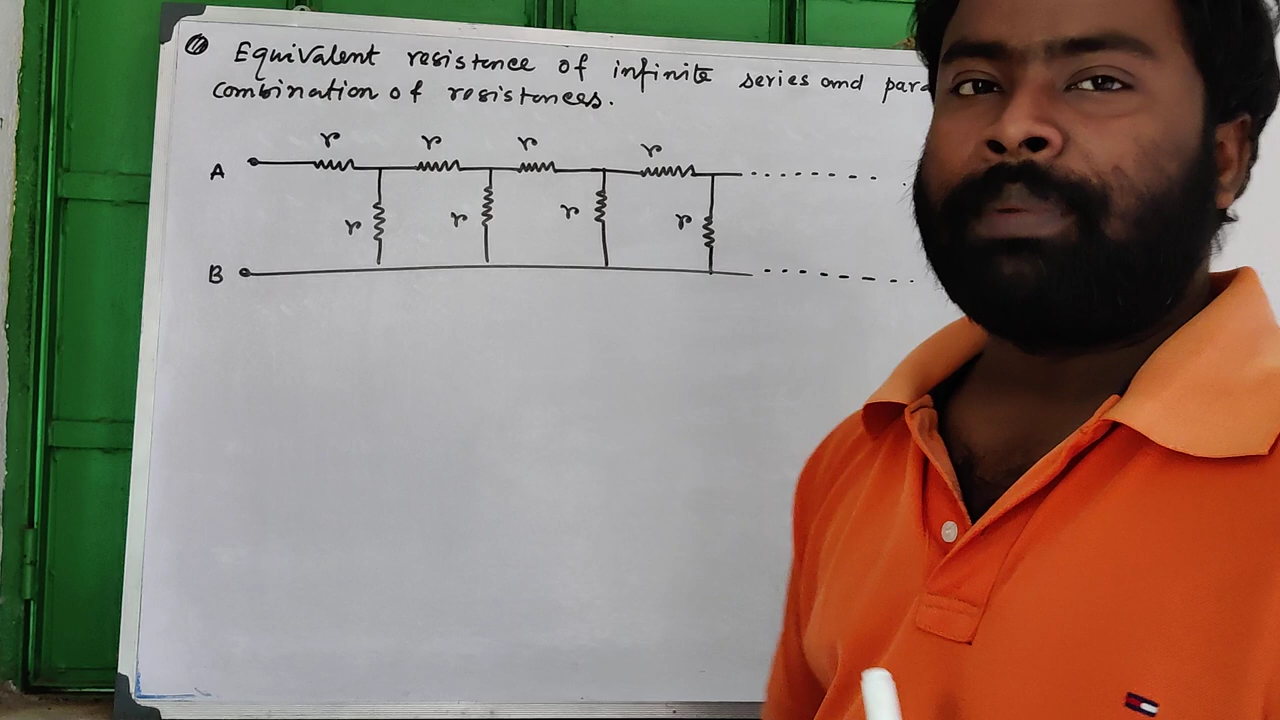 Equivalent resistence of infinite series and para
combination of resistences.
r r r r
A
r r r r
B